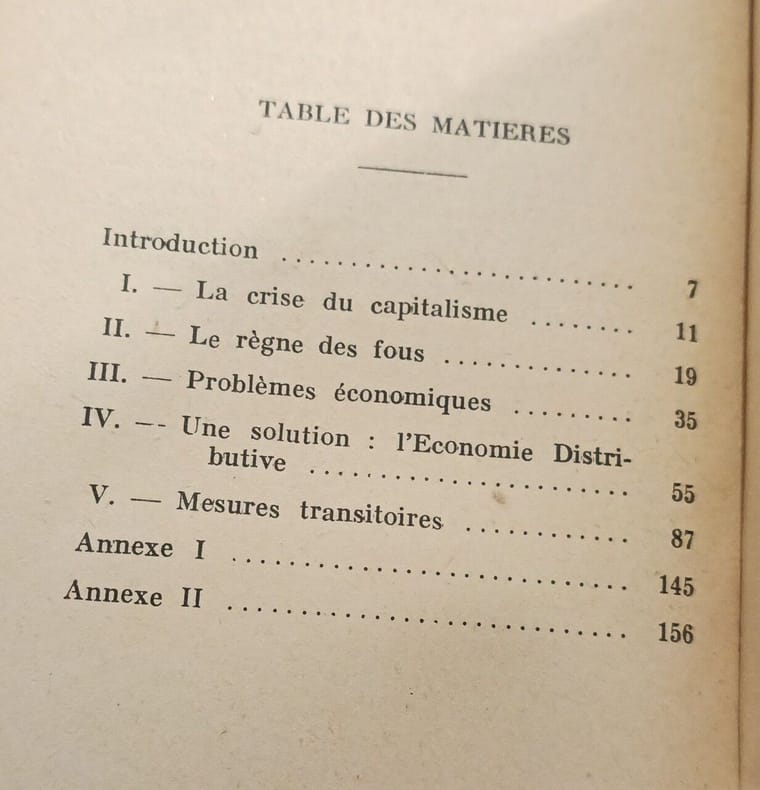 TABLE DES MATIERES
Introduction .............................. 7
I. — La crise du capitalisme ........ 11
II. — Le règne des fous .............. 19
III. — Problèmes économiques ......... 35
IV. — Une solution : l'Economie Distri-
butive .......................... 55
V. — Mesures transitoires ............ 87
Annexe I ................................ 145
Annexe II ............................... 156